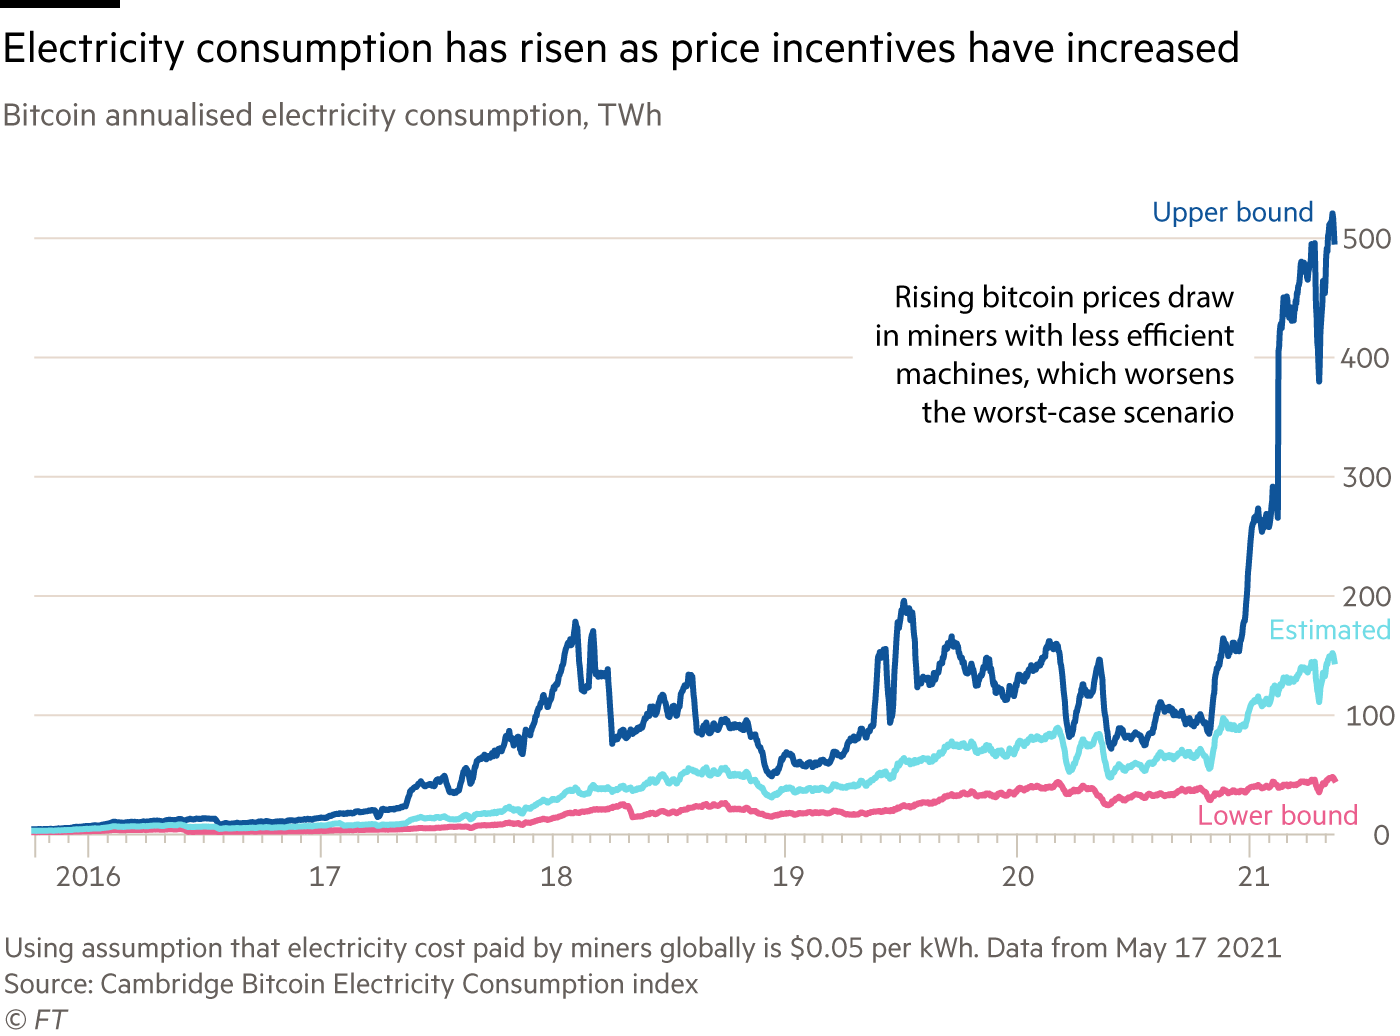 Electricity consumption has risen as price incentives have increased
Bitcoin annualised electricity consumption, TWh
Upper bound
500
Rising bitcoin prices draw
in miners with less efficient
machines, which worsens
the worst-case scenario
400
300
200
Estimated
100
Lower bound
0
2016 17 18 19 20 21
Using assumption that electricity cost paid by miners globally is $0.05 per kWh. Data from May 17 2021
Source: Cambridge Bitcoin Electricity Consumption index
© FT